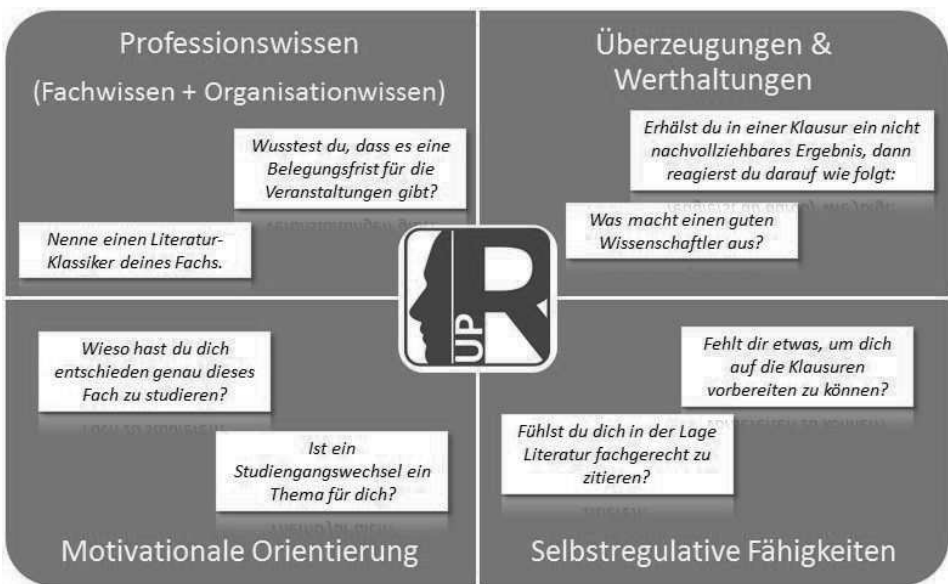 Professionswissen
(Fachwissen + Organisationwissen)
Wusstest du, dass es eine
Belegungsfrist für die
Veranstaltungen gibt?
Nenne einen Literatur-
Klassiker deines Fachs.
Überzeugungen &
Werthaltungen
Erhälst du in einer Klausur ein nicht
nachvollziehbares Ergebnis, dann
reagierst du darauf wie folgt:
Was macht einen guten
Wissenschaftler aus?
UP
R
Wieso hast du dich
entschieden genau dieses
Fach zu studieren?
Ist ein
Studiengangswechsel ein
Thema für dich?
Motivationale Orientierung
Fehlt dir etwas, um dich
auf die Klausuren
vorbereiten zu können?
Fühlst du dich in der Lage
Literatur fachgerecht zu
zitieren?
Selbstregulative Fähigkeiten